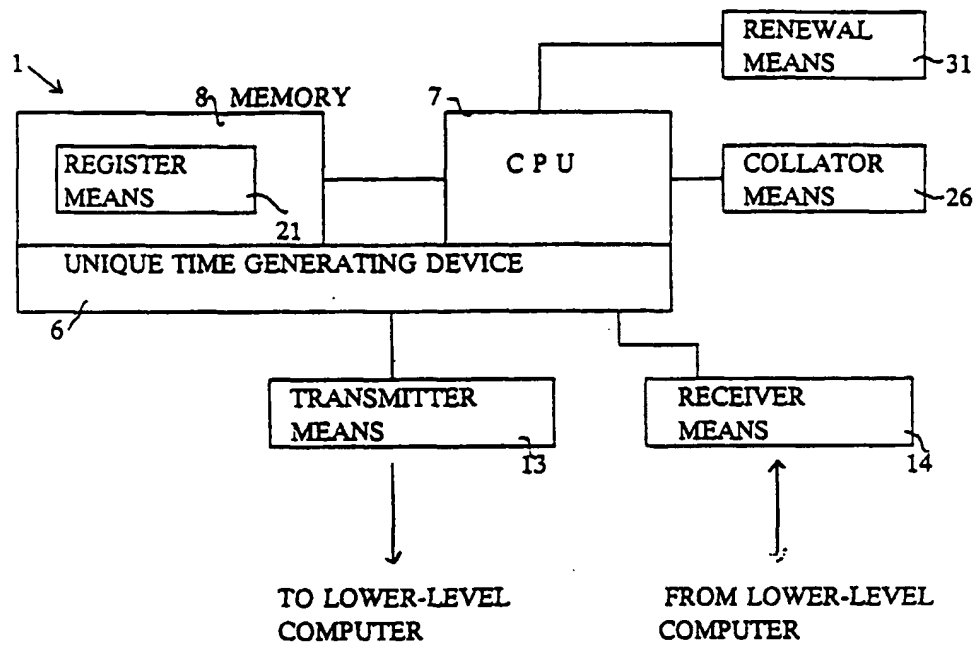 RENEWAL
MEANS
31
1
8 MEMORY
7
CPU
REGISTER
MEANS
21
COLLATOR
MEANS
26
UNIQUE TIME GENERATING DEVICE
6
TRANSMITTER
MEANS
13
RECEIVER
MEANS
14
TO LOWER-LEVEL
COMPUTER
FROM LOWER-LEVEL
COMPUTER